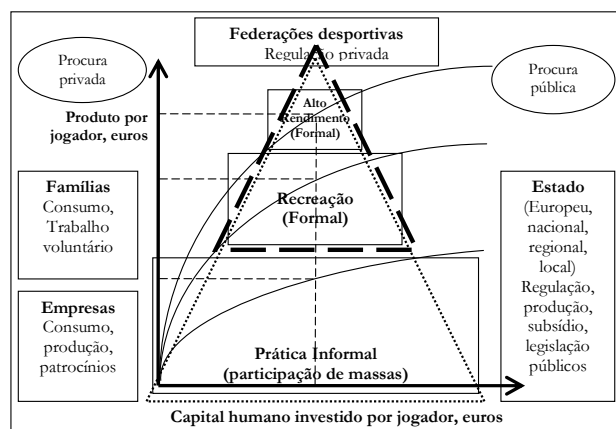 Federações desportivas
Regulação privada
Procura
privada
Procura
pública
Produto por
jogador, euros
Alto
Rendimento
(Formal)
Famílias
Consumo,
Trabalho
voluntário
Recreação
(Formal)
Estado
(Europeu,
nacional,
regional,
local)
Regulação,
produção,
subsídio,
legislação
públicos
Empresas
Consumo,
produção,
patrocínios
Prática Informal
(participação de massas)
Capital humano investido por jogador, euros